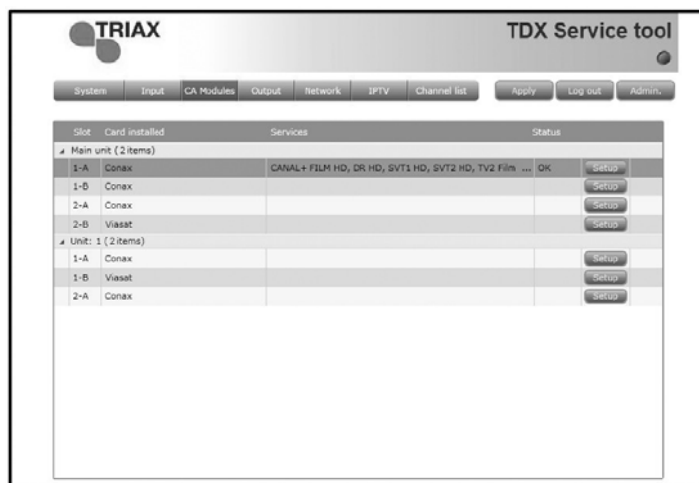 TRIAX
TDX Service tool
System Input CA Modules Output Network IPTV Channel list Apply Log out Admin.
Slot Card installed Services Status
Main unit (2 items)
1-A Conax CANAL+ FILM HD, DR HD, SVT1 HD, SVT2 HD, TV2 Film ... OK Setup
1-B Conax Setup
2-A Conax Setup
2-B Viasat Setup
Unit: 1 (2 items)
1-A Conax Setup
1-B Viasat Setup
2-A Conax Setup